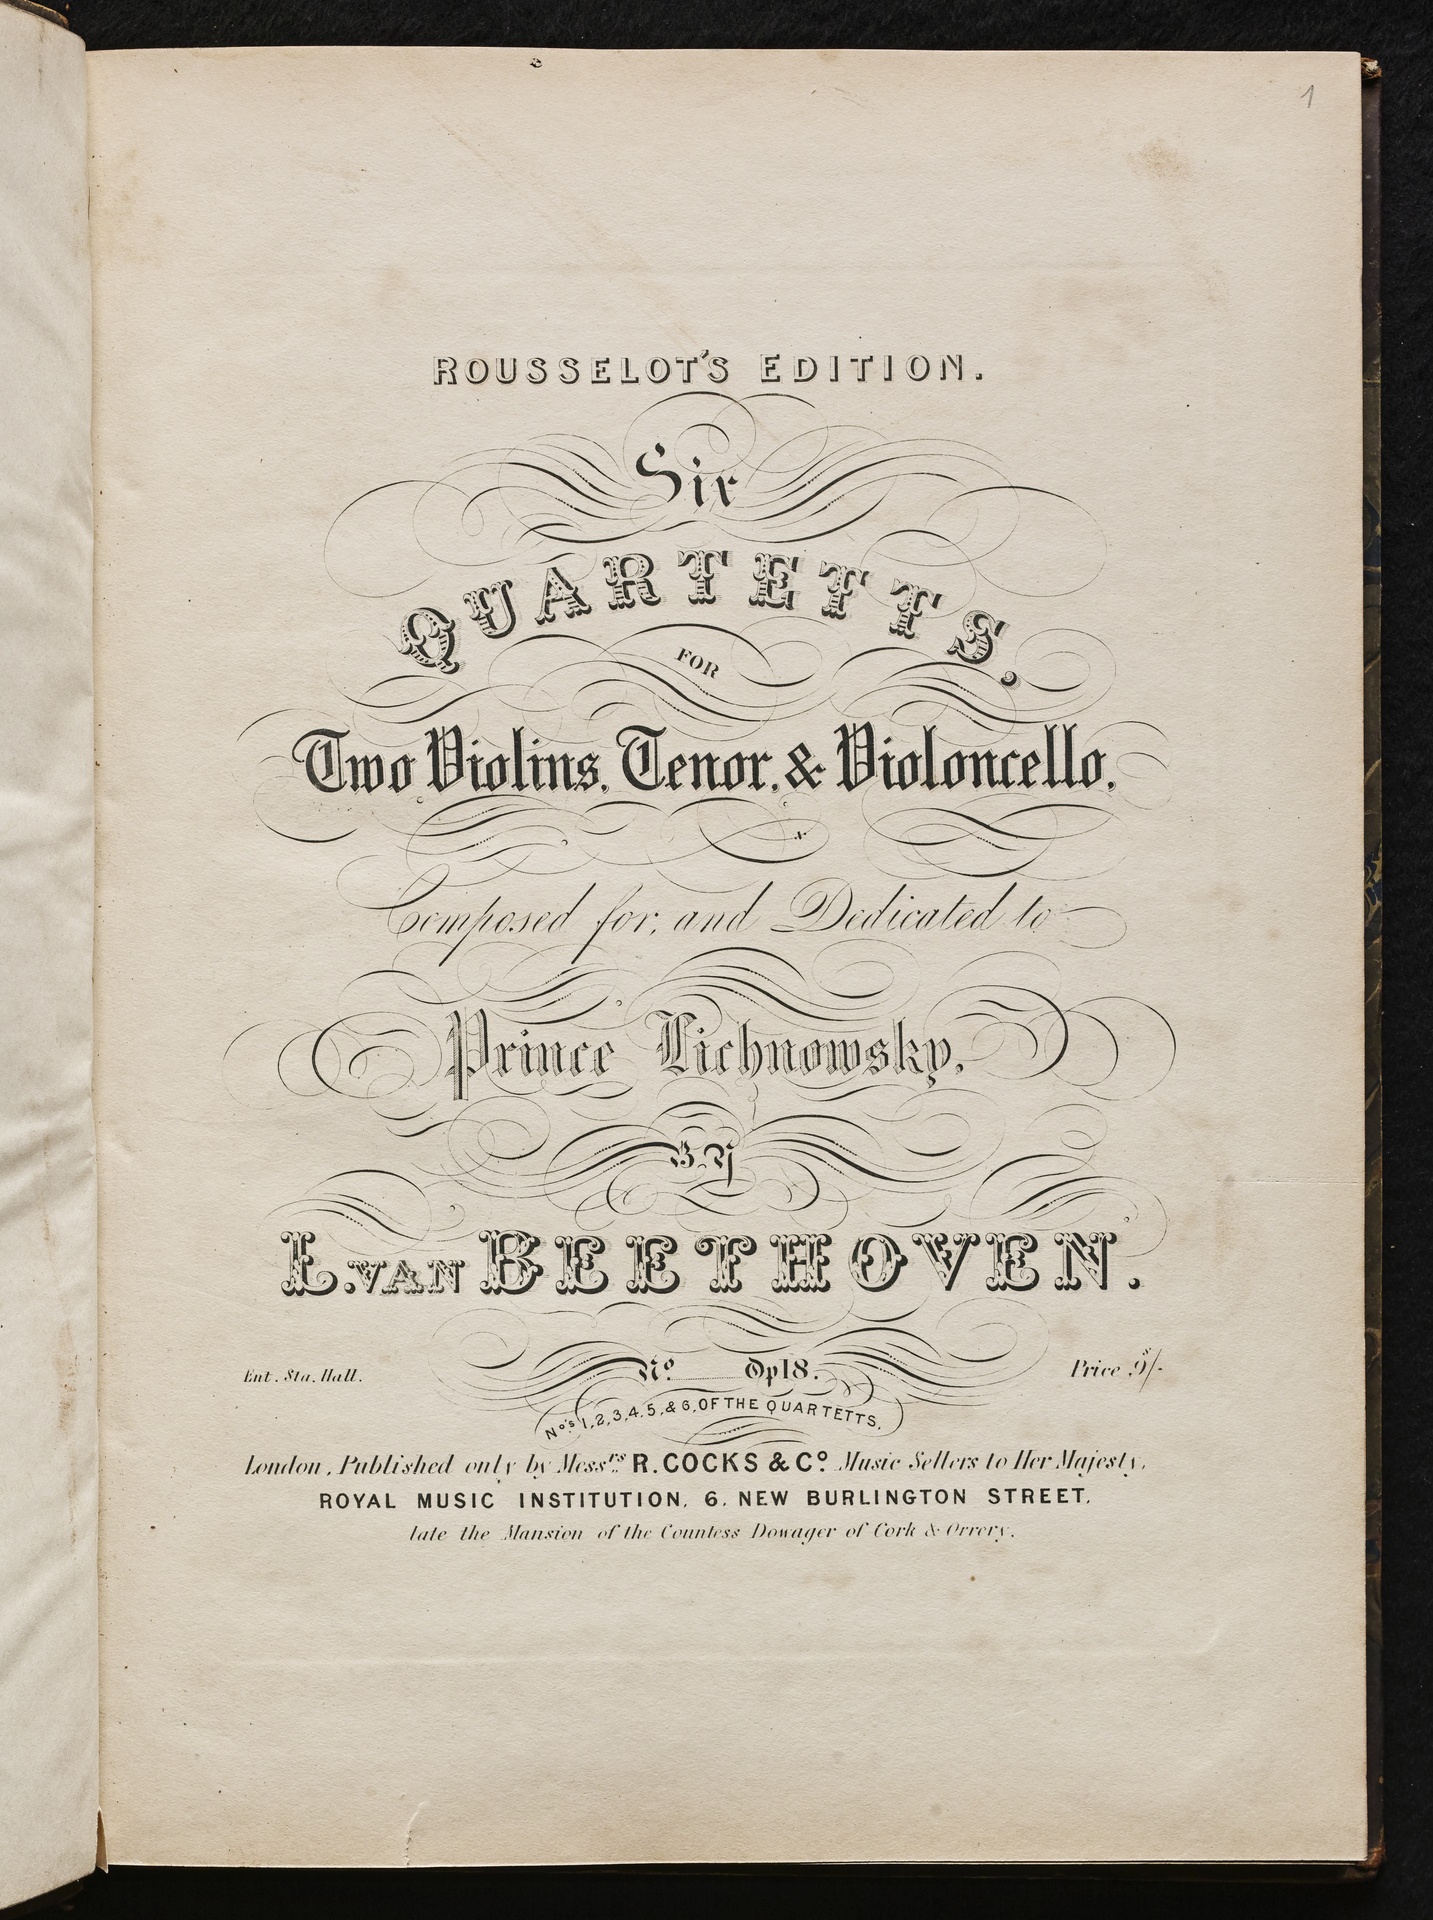 1
ROUSSELOT'S EDITION.
Six
QUARTETTS,
FOR
Two Violins, Tenor, & Violoncello,
Composed for, and Dedicated to
Prince Lichnowsky,
BY
L. VAN BEETHOVEN.
Ent. Sta. Hall. No. Op 18. Price 9s/-
Nos. 1, 2, 3, 4, 5, & 6, OF THE QUARTETTS.
London, Published only by Messrs. R. COCKS & Co. Music Sellers to Her Majesty,
ROYAL MUSIC INSTITUTION, 6, NEW BURLINGTON STREET,
late the Mansion of the Countess Dowager of Cork & Orrery.